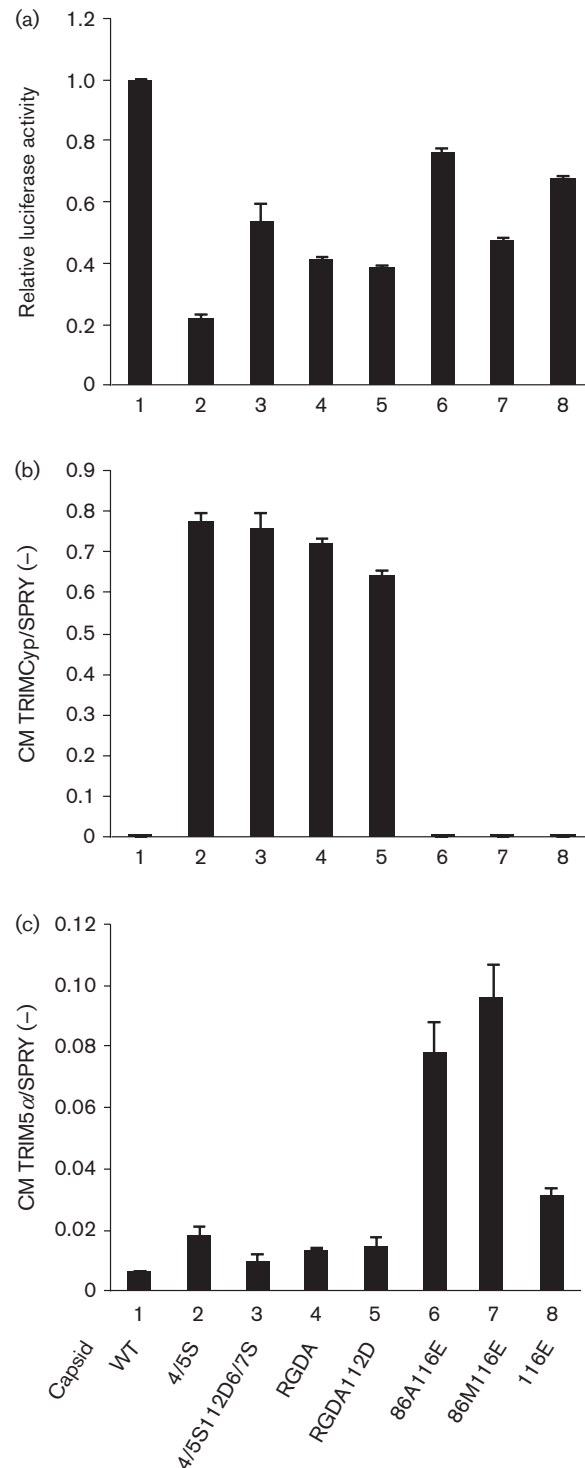 (a)
Relative luciferase activity
1.2
1.0
0.8
0.6
0.4
0.2
0
1 2 3 4 5 6 7 8
(b)
CM TRIMCyp/SPRY (–)
0.9
0.8
0.7
0.6
0.5
0.4
0.3
0.2
0.1
0
1 2 3 4 5 6 7 8
(c)
CM TRIM5α/SPRY (–)
0.12
0.10
0.08
0.06
0.04
0.02
0
1 2 3 4 5 6 7 8
Capsid
WT
4/5S
4/5S112D6/7S
RGDA
RGDA112D
86A116E
86M116E
116E